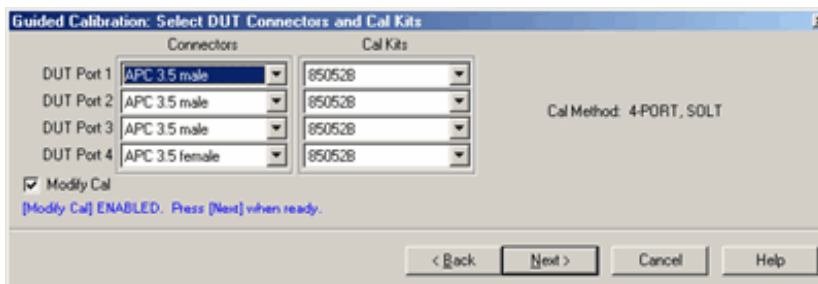 Guided Calibration: Select DUT Connectors and Cal Kits
Connectors Cal Kits
DUT Port 1 APC 3.5 male 85052B
DUT Port 2 APC 3.5 male 85052B
DUT Port 3 APC 3.5 male 85052B
DUT Port 4 APC 3.5 female 85052B
Cal Method: 4-PORT, SOLT
Modify Cal
[Modify Cal] ENABLED. Press [Next] when ready.
< Back Next > Cancel Help